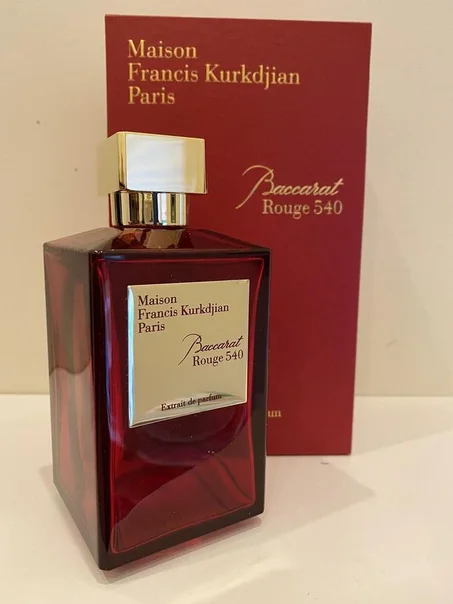 Maison
Francis Kurkdjian
Paris
Baccarat
Rouge 540
Maison
Francis Kurkdjian
Paris
Baccarat
Rouge 540
Extrait de parfum